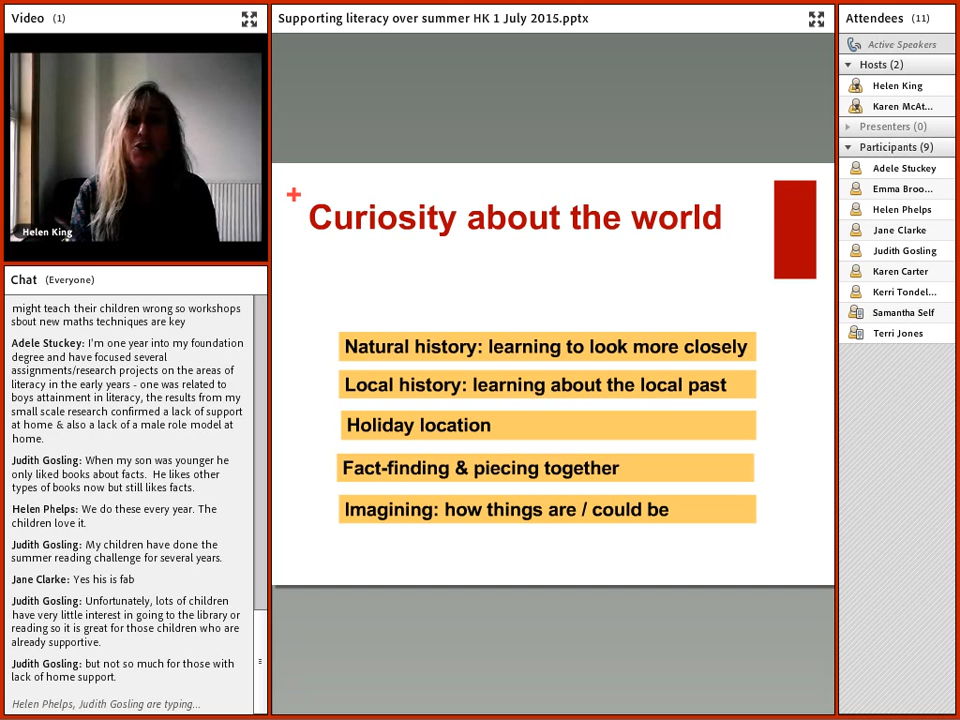 Video (1)
Helen King
Chat (Everyone)
might teach their children wrong so workshops
sbout new maths techniques are key
Adele Stuckey: I'm one year into my foundation
degree and have focused several
assignments/research projects on the areas of
literacy in the early years - one was related to
boys attainment in literacy, the results from my
small scale research confirmed a lack of support
at home & also a lack of a male role model at
home.
Judith Gosling: When my son was younger he
only liked books about facts. He likes other
types of books now but still likes facts.
Helen Phelps: We do these every year. The
children love it.
Judith Gosling: My children have done the
summer reading challenge for several years.
Jane Clarke: Yes his is fab
Judith Gosling: Unfortunately, lots of children
have very little interest in going to the library or
reading so it is great for those children who are
already supportive.
Judith Gosling: but not so much for those with
lack of home support.
Helen Phelps, Judith Gosling are typing...
Supporting literacy over summer HK 1 July 2015.pptx
+
Curiosity about the world
Natural history: learning to look more closely
Local history: learning about the local past
Holiday location
Fact-finding & piecing together
Imagining: how things are / could be
Attendees (11)
Active Speakers
Hosts (2)
Helen King
Karen McAt...
Presenters (0)
Participants (9)
Adele Stuckey
Emma Broo...
Helen Phelps
Jane Clarke
Judith Gosling
Karen Carter
Kerri Tondel...
Samantha Self
Terri Jones